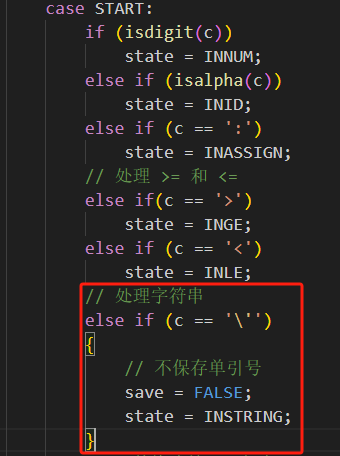 case START:
if (isdigit(c))
state = INNUM;
else if (isalpha(c))
state = INID;
else if (c == ':')
state = INASSIGN;
// 处理 >= 和 <=
else if(c == '>')
state = INGE;
else if (c == '<')
state = INLE;
// 处理字符串
else if (c == '\'')
{
// 不保存单引号
save = FALSE;
state = INSTRING;
}